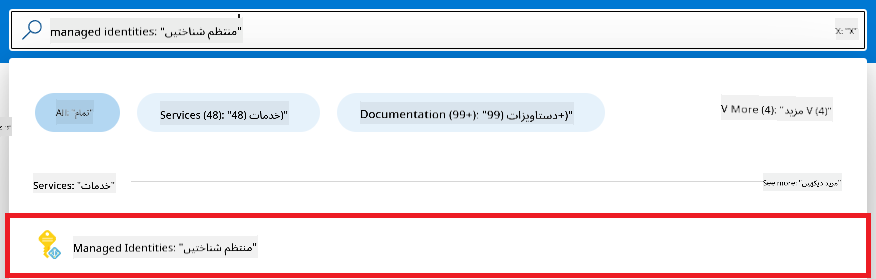 managed identities: "منتظم شناختیں"
X: "X"
All: "تمام"
Services (48): "خدمات (48)"
Documentation (99+): "دستاویزات (99+)"
V More (4): "مزید V (4)"
Services: "خدمات"
See more: "مزید دیکھیں"
Managed Identities: "منتظم شناختیں"